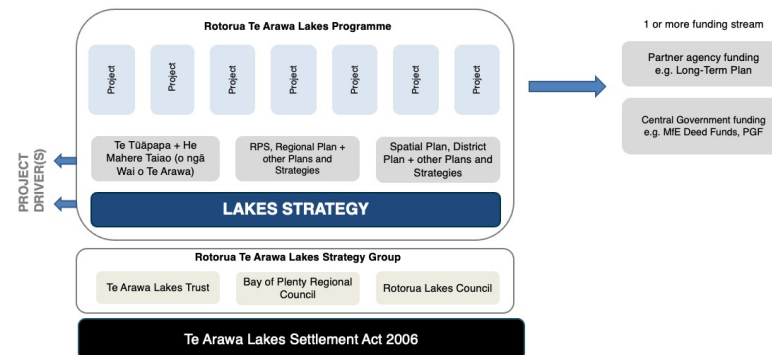 Rotorua Te Arawa Lakes Programme
Project
Project
Project
Project
Project
Project
Project
Te Tūāpapa + He
Mahere Taiao (o ngā
Wai o Te Arawa)
RPS, Regional Plan +
other Plans and
Strategies
Spatial Plan, District
Plan + other Plans and
Strategies
PROJECT
DRIVER(S)
LAKES STRATEGY
Rotorua Te Arawa Lakes Strategy Group
Te Arawa Lakes Trust
Bay of Plenty Regional
Council
Rotorua Lakes Council
Te Arawa Lakes Settlement Act 2006
1 or more funding stream
Partner agency funding
e.g. Long-Term Plan
Central Government funding
e.g. MfE Deed Funds, PGF